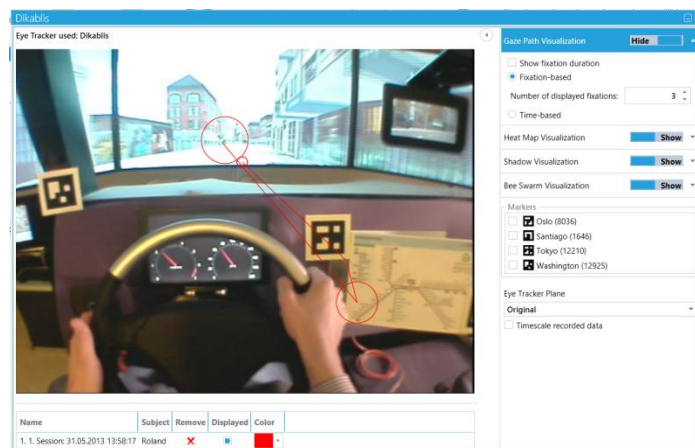 Dikablis
Eye Tracker used: Dikablis
Gaze Path Visualization Hide
Show fixation duration
Fixation-based
Number of displayed fixations: 3
Time-based
Heat Map Visualization Show
Shadow Visualization Show
Bee Swarm Visualization Show
Markers
Oslo (8036)
Santiago (1646)
Tokyo (12210)
Washington (12925)
Eye Tracker Plane
Original
Timescale recorded data
Name Subject Remove Displayed Color
1. 1. Session: 31.05.2013 13:58:17 Roland